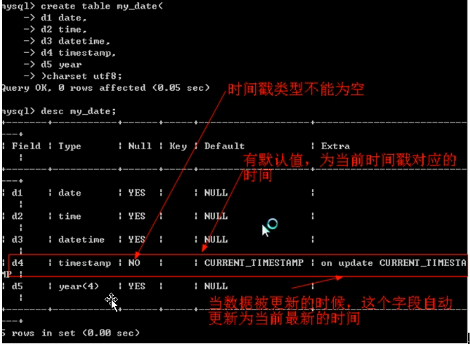 mysql> create table my_date(
-> d1 date,
-> d2 time,
-> d3 datetime,
-> d4 timestamp,
-> d5 year
-> )charset utf8;
Query OK, 0 rows affected (0.05 sec)
时间戳类型不能为空
mysql> desc my_date;
有默认值，为当前时间戳对应的
时间
| Field | Type | Null | Key | Default | Extra
|
| d1 | date | YES | | NULL |
|
| d2 | time | YES | | NULL |
|
| d3 | datetime | YES | | NULL |
|
| d4 | timestamp | NO | | CURRENT_TIMESTAMP | on update CURRENT_TIMESTA
MP |
| d5 | year(4) | YES | | NULL |
|
当数据被更新的时候，这个字段自动
更新为当前最新的时间
5 rows in set (0.00 sec)